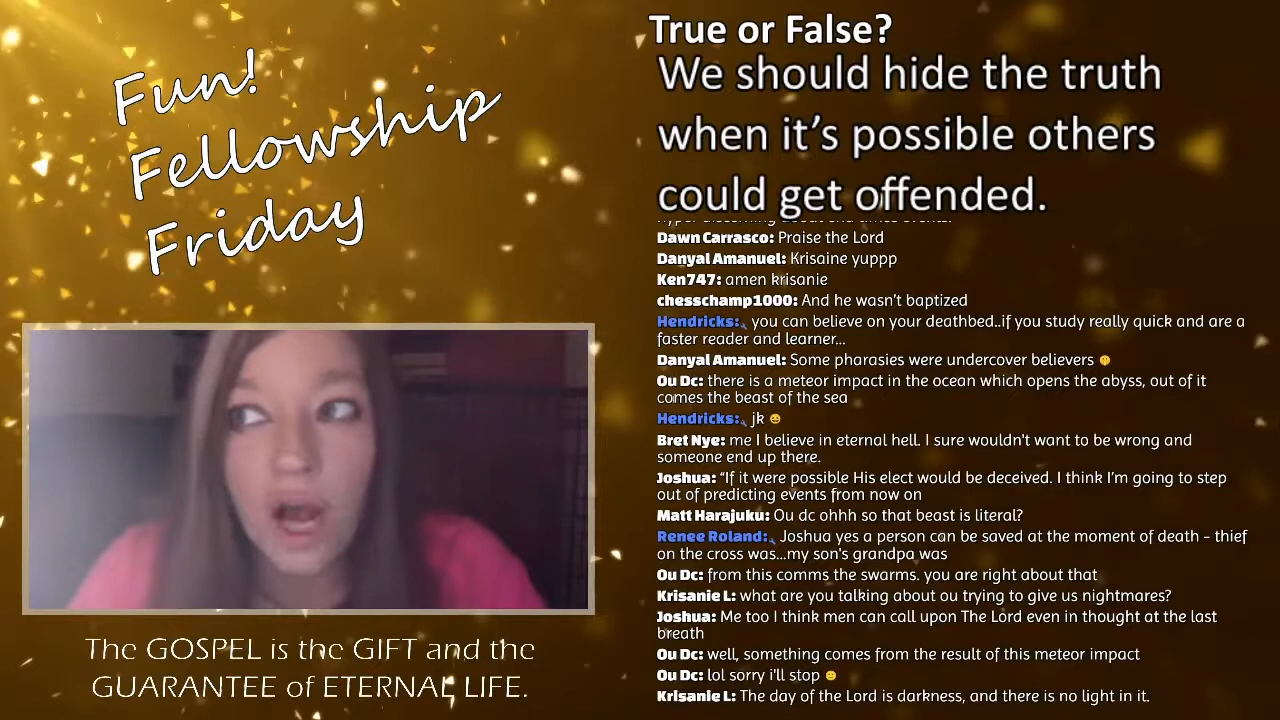 Fun!
Fellowship
Friday
The GOSPEL is the GIFT and the
GUARANTEE of ETERNAL LIFE.
True or False?
We should hide the truth
when it’s possible others
could get offended.
Dawn Carrasco: Praise the Lord
Danyal Amanuel: Krisaine yuppp
Ken747: amen krisanie
chesschamp1000: And he wasn't baptized
Hendricks: you can believe on your deathbed..if you study really quick and are a
faster reader and learner...
Danyal Amanuel: Some pharasies were undercover believers
Ou Dc: there is a meteor impact in the ocean which opens the abyss, out of it
comes the beast of the sea
Hendricks: jk
Bret Nye: me I believe in eternal hell. I sure wouldn't want to be wrong and
someone end up there.
Joshua: “If it were possible His elect would be deceived. I think I’m going to step
out of predicting events from now on
Matt Harajuku: Ou dc ohhh so that beast is literal?
Renee Roland: Joshua yes a person can be saved at the moment of death - thief
on the cross was...my son's grandpa was
Ou Dc: from this comms the swarms. you are right about that
Krisanie L: what are you talking about ou trying to give us nightmares?
Joshua: Me too I think men can call upon The Lord even in thought at the last
breath
Ou Dc: well, something comes from the result of this meteor impact
Ou Dc: lol sorry i'll stop
Krisanie L: The day of the Lord is darkness, and there is no light in it.